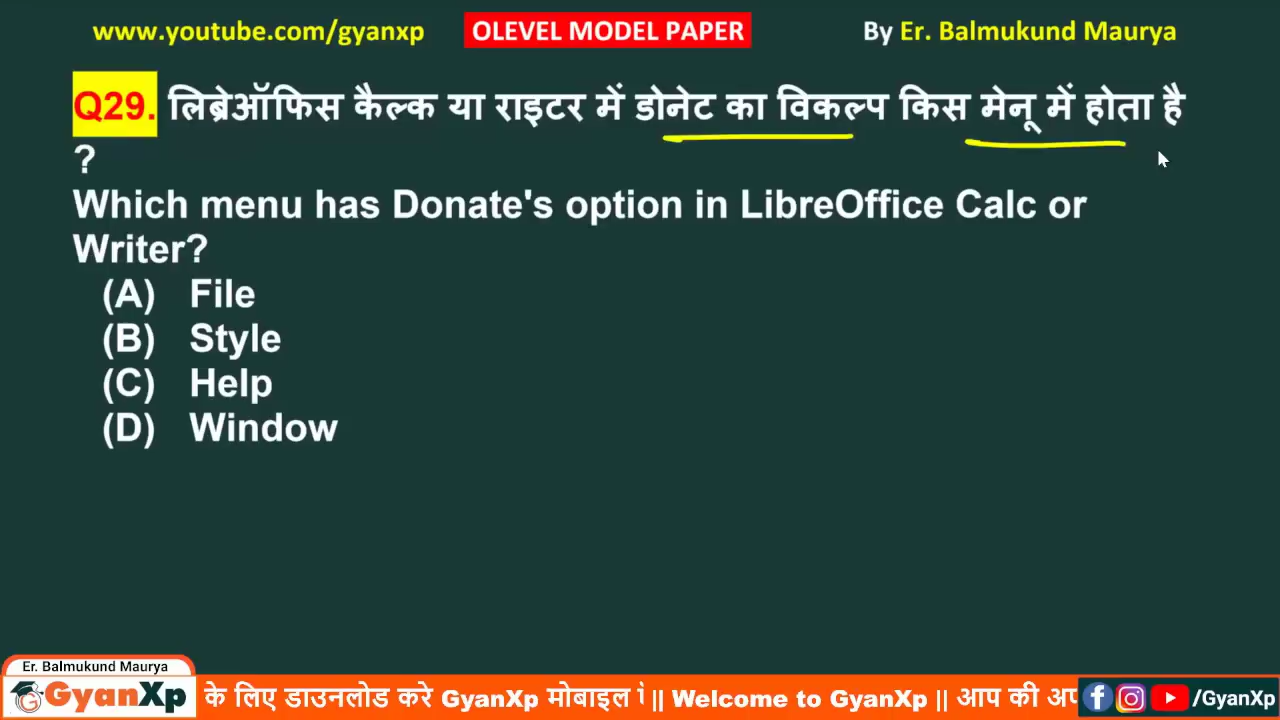 www.youtube.com/gyanxp OLEVEL MODEL PAPER By Er. Balmukund Maurya
Q29. लिब्रेऑफिस कैल्क या राइटर में डोनेट का विकल्प किस मेनू में होता है
?
Which menu has Donate's option in LibreOffice Calc or
Writer?
(A) File
(B) Style
(C) Help
(D) Window
Er. Balmukund Maurya
GyanXp के लिए डाउनलोड करे GyanXp मोबाइल || Welcome to GyanXp || आप की /GyanXp